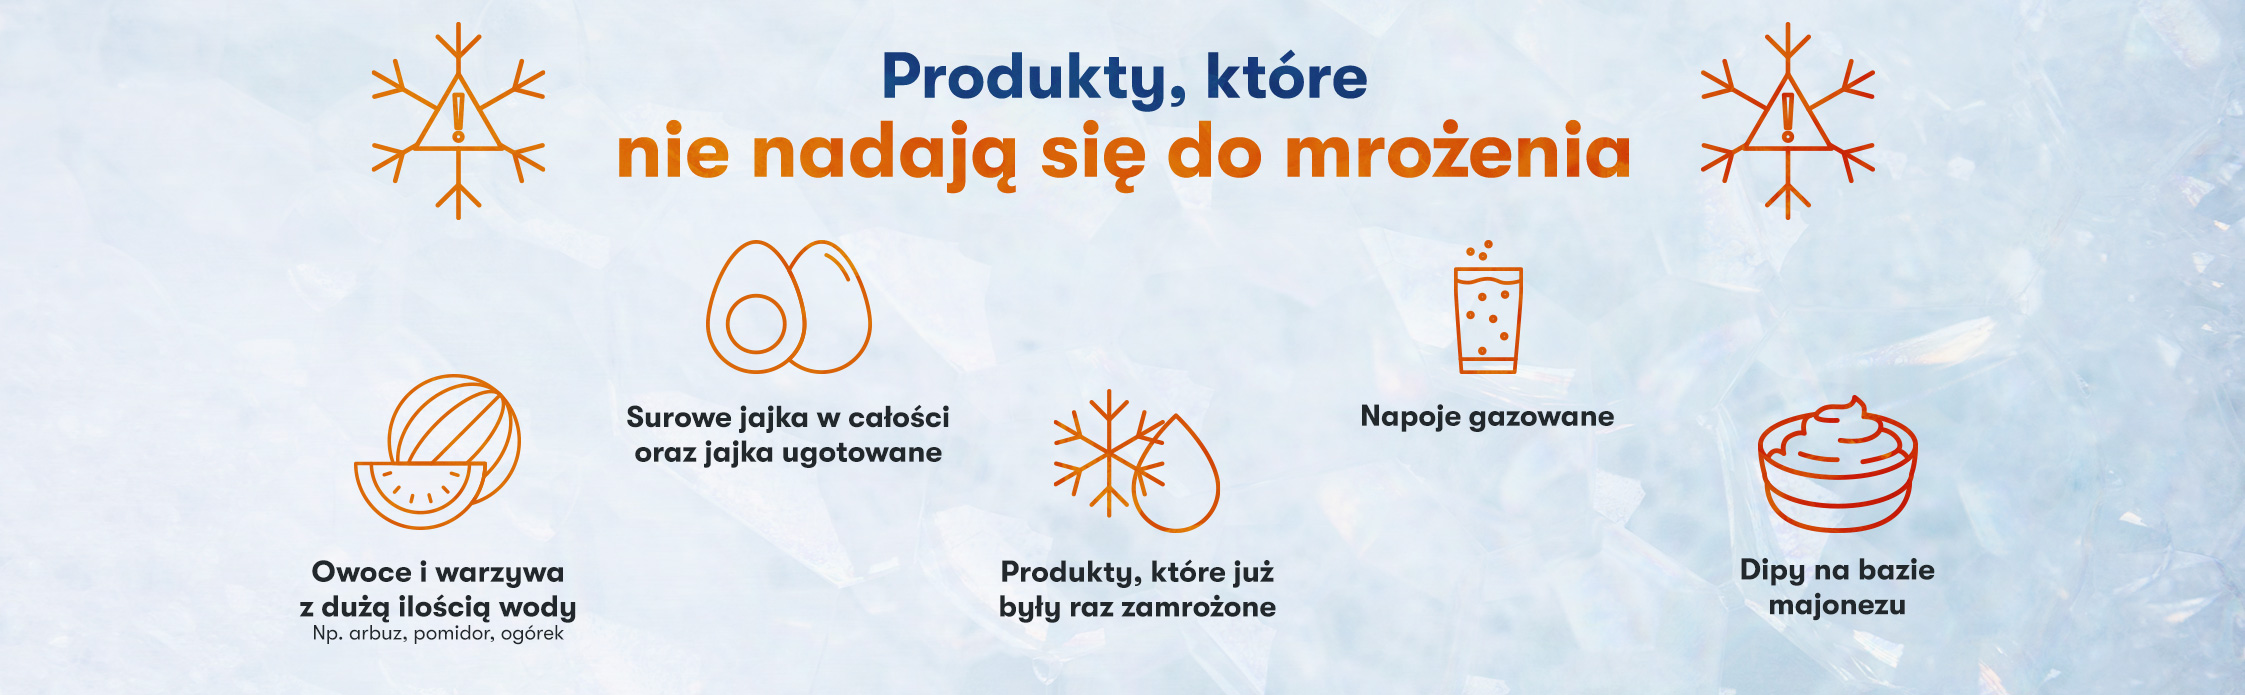 Produkty, które
nie nadają się do mrożenia
Surowe jajka w całości
oraz jajka ugotowane
Napoje gazowane
Owoce i warzywa
z dużą ilością wody
Np. arbuz, pomidor, ogórek
Produkty, które już
były raz zamrożone
Dipy na bazie
majonezu